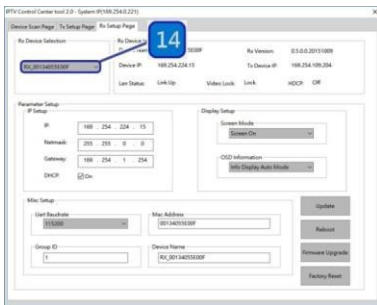 IPTV Control Center tool 2.0 - System IP(169.254.0.221)
Device Scan Page Tx Setup Page Rx Setup Page
14
Rx Device Selection
RX_00134055E00F
Rx Version: 0.5.0.0.20151009
Device IP: 169.254.224.15 Tx Device IP: 169.254.109.204
Lan Status: Link Up Video Lock: Lock HDCP: Off
Parameter Setup
IP Setup
IP: 169 . 254 . 224 . 15
Netmask: 255 . 255 . 0 . 0
Gateway: 169 . 254 . 1 . 254
DHCP: On
Display Setup
Screen Mode
Screen On
OSD Information
Info Display Auto Mode
Misc Setup
Uart Baudrate
115200
Mac Address
00134055E00F
Group ID
1
Device Name
RX_00134055E00F
Update
Reboot
Firmware Upgrade
Factory Reset